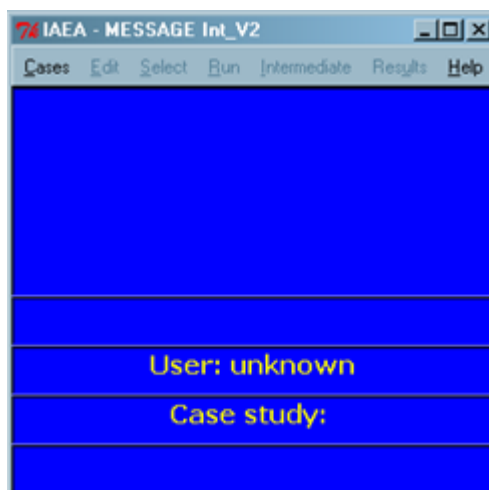 IAEA - MESSAGE Int_V2
Cases Edit Select Run Intermediate Results Help
User: unknown
Case study: